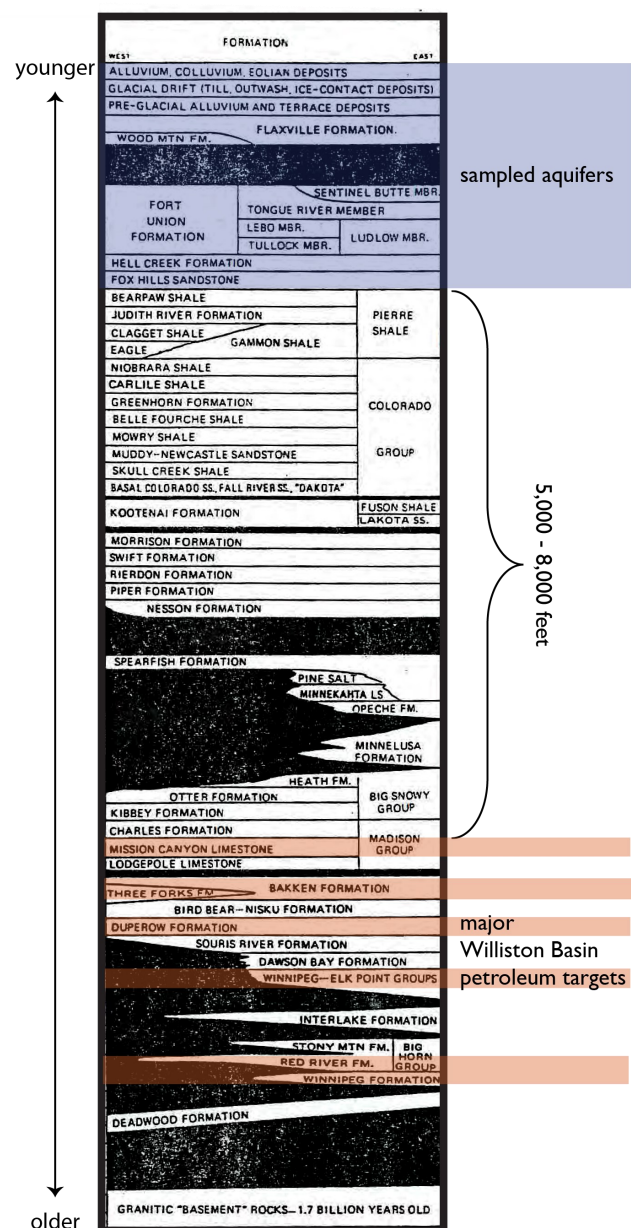 FORMATION
WEST EAST
younger
ALLUVIUM, COLLUVIUM, EOLIAN DEPOSITS
GLACIAL DRIFT (TILL, OUTWASH, ICE-CONTACT DEPOSITS)
PRE-GLACIAL ALLUVIUM AND TERRACE DEPOSITS
FLAXVILLE FORMATION.
WOOD MTN FM.
sampled aquifers
SENTINEL BUTTE MBR.
FORT
UNION
FORMATION
TONGUE RIVER MEMBER
LEBO MBR.
TULLOCK MBR.
LUDLOW MBR.
HELL CREEK FORMATION
FOX HILLS SANDSTONE
BEARPAW SHALE
JUDITH RIVER FORMATION
CLAGGET SHALE
EAGLE
GAMMON SHALE
PIERRE
SHALE
NIOBRARA SHALE
CARLILE SHALE
GREENHORN FORMATION
BELLE FOURCHE SHALE
MOWRY SHALE
MUDDY-NEWCASTLE SANDSTONE
SKULL CREEK SHALE
BASAL COLORADO SS., FALL RIVER SS., "DAKOTA"
COLORADO
GROUP
KOOTENAI FORMATION
FUSON SHALE
LAKOTA SS.
5,000 - 8,000 feet
MORRISON FORMATION
SWIFT FORMATION
RIERDON FORMATION
PIPER FORMATION
NESSON FORMATION
SPEARFISH FORMATION
PINE SALT
MINNEKAHTA LS
OPECHE FM.
MINNELUSA
FORMATION
HEATH FM.
OTTER FORMATION
KIBBEY FORMATION
BIG SNOWY
GROUP
CHARLES FORMATION
MISSION CANYON LIMESTONE
LODGEPOLE LIMESTONE
MADISON
GROUP
THREE FORKS FM.
BAKKEN FORMATION
BIRD BEAR-NISKU FORMATION
DUPEROW FORMATION
SOURIS RIVER FORMATION
DAWSON BAY FORMATION
WINNIPEG-ELK POINT GROUPS
major
Williston Basin
petroleum targets
INTERLAKE FORMATION
STONY MTN FM.
RED RIVER FM.
BIG
HORN
GROUP
WINNIPEG FORMATION
DEADWOOD FORMATION
GRANITIC "BASEMENT" ROCKS-1.7 BILLION YEARS OLD
older